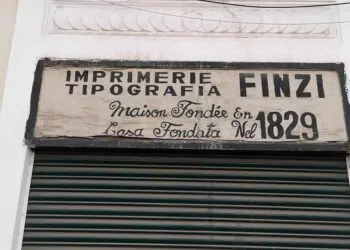 IMPRIMERIE
TIPOGRAFIA FINZI
Maison Fondée En
Casa Fondata Nel 1829